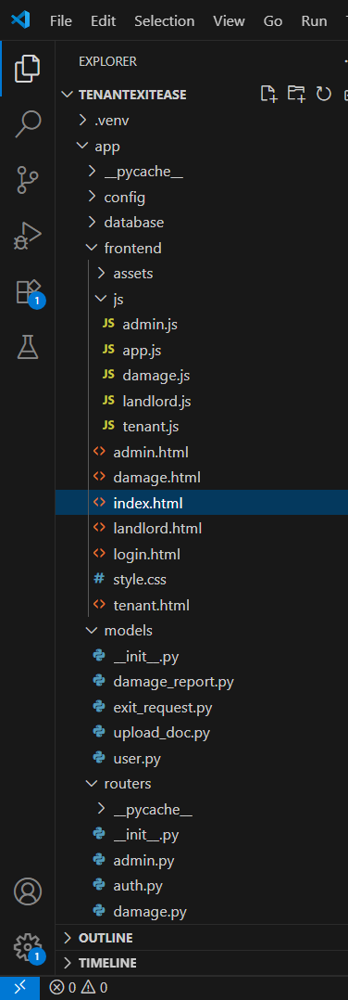 File Edit Selection View Go Run
EXPLORER
TENANTEXITEASE
.venv
app
__pycache__
config
database
frontend
assets
js
JS admin.js
JS app.js
JS damage.js
JS landlord.js
JS tenant.js
<> admin.html
<> damage.html
<> index.html
<> landlord.html
<> login.html
# style.css
<> tenant.html
models
__init__.py
damage_report.py
exit_request.py
upload_doc.py
user.py
routers
__pycache__
__init__.py
admin.py
auth.py
damage.py
OUTLINE
TIMELINE
0 0
1
1